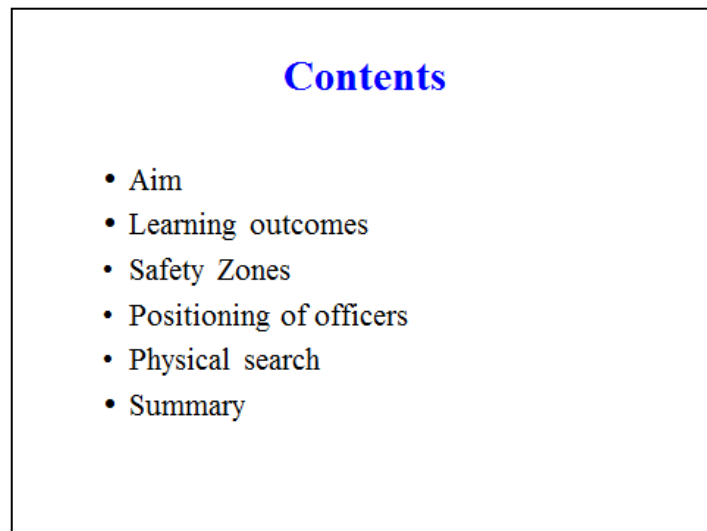 Contents
• Aim
• Learning outcomes
• Safety Zones
• Positioning of officers
• Physical search
• Summary